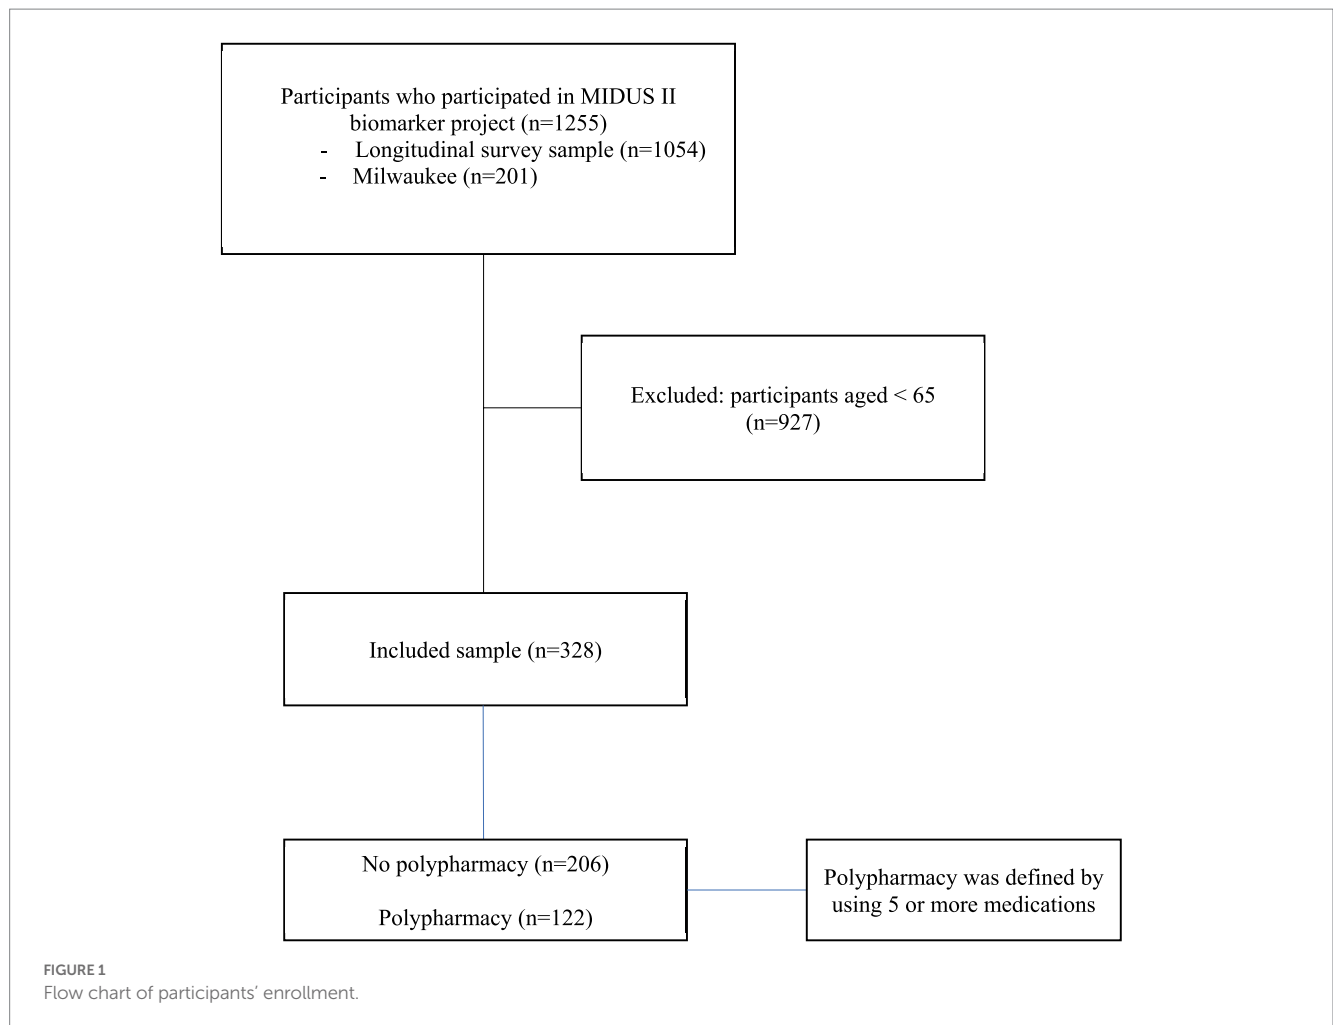 Participants who participated in MIDUS II
biomarker project (n=1255)
- Longitudinal survey sample (n=1054)
- Milwaukee (n=201)
Excluded: participants aged < 65
(n=927)
Included sample (n=328)
No polypharmacy (n=206)
Polypharmacy (n=122)
Polypharmacy was defined by
using 5 or more medications
FIGURE 1
Flow chart of participants’ enrollment.